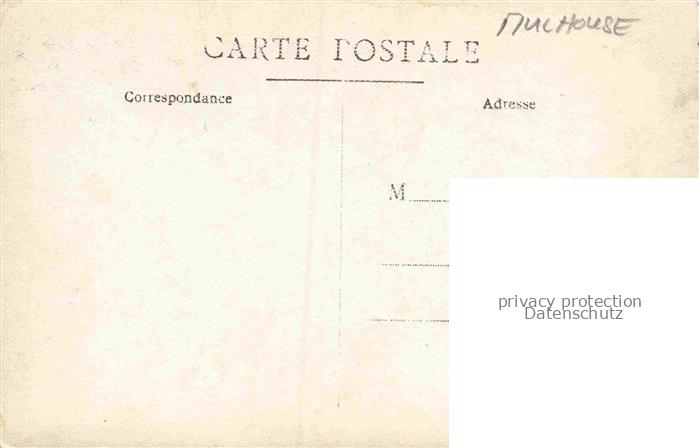 MULHOUSE
CARTE POSTALE
Correspondance
Adresse
M
privacy protection
Datenschutz